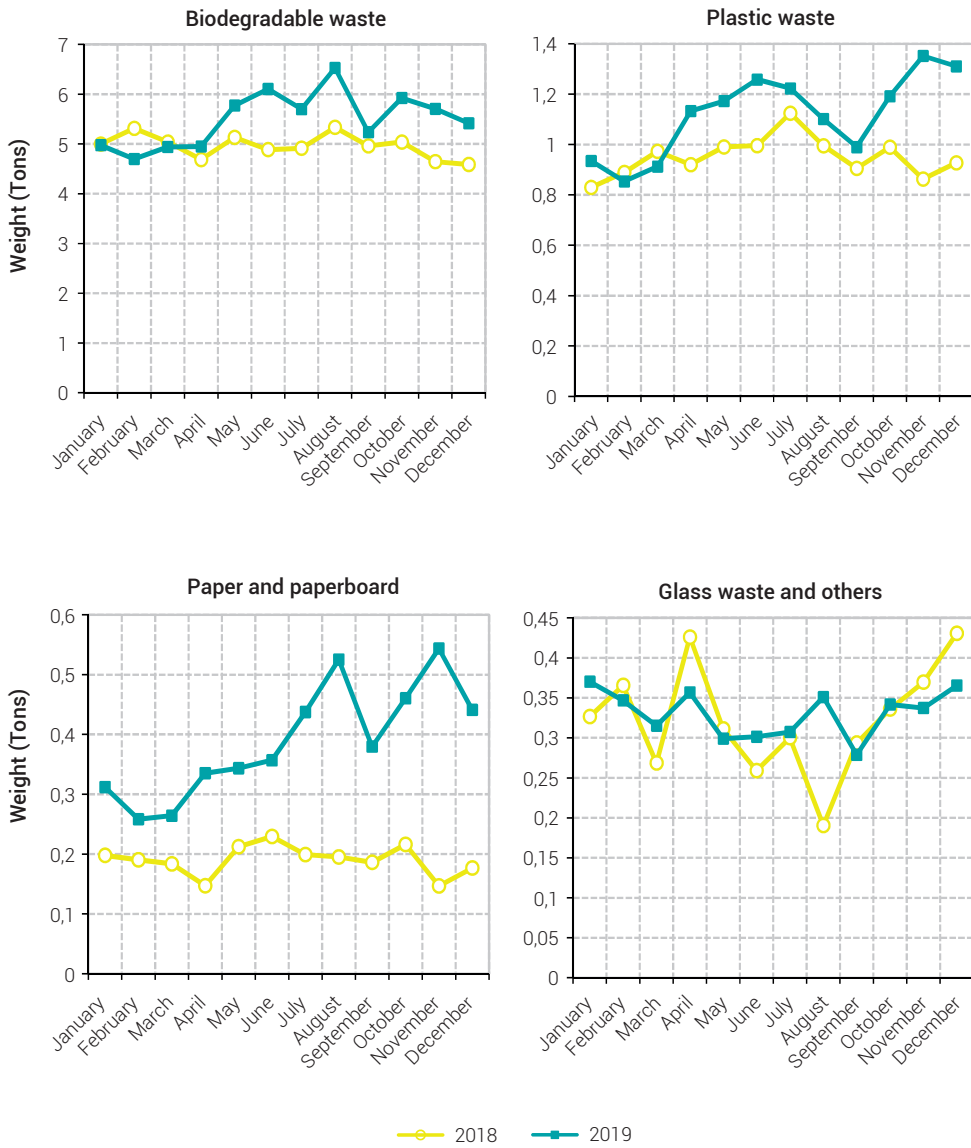 Biodegradable waste
Weight (Tons)
7
6
5
4
3
2
1
0
January
February
March
April
May
June
July
August
September
October
November
December
Plastic waste
1,4
1,2
1
0,8
0,6
0,4
0,2
0
January
February
March
April
May
June
July
August
September
October
November
December
Paper and paperboard
Weight (Tons)
0,6
0,5
0,4
0,3
0,2
0,1
0
January
February
March
April
May
June
July
August
September
October
November
December
Glass waste and others
0,45
0,4
0,35
0,3
0,25
0,2
0,15
0,1
0,05
0
January
February
March
April
May
June
July
August
September
October
November
December
2018
2019